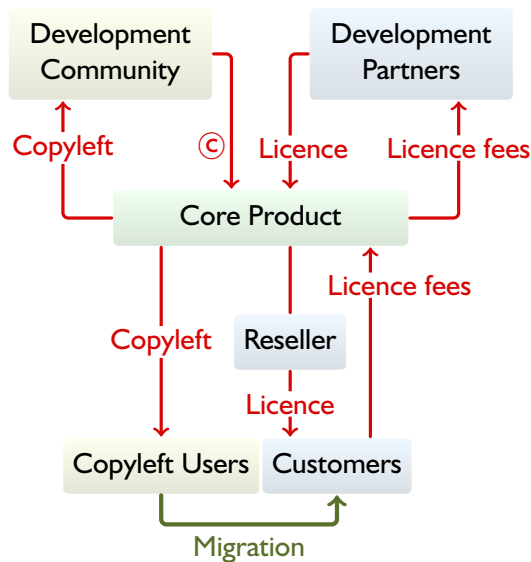 Development
Community
Development
Partners
Copyleft
©
Licence
Licence fees
Core Product
Licence fees
Copyleft
Reseller
Licence
Copyleft Users
Customers
Migration